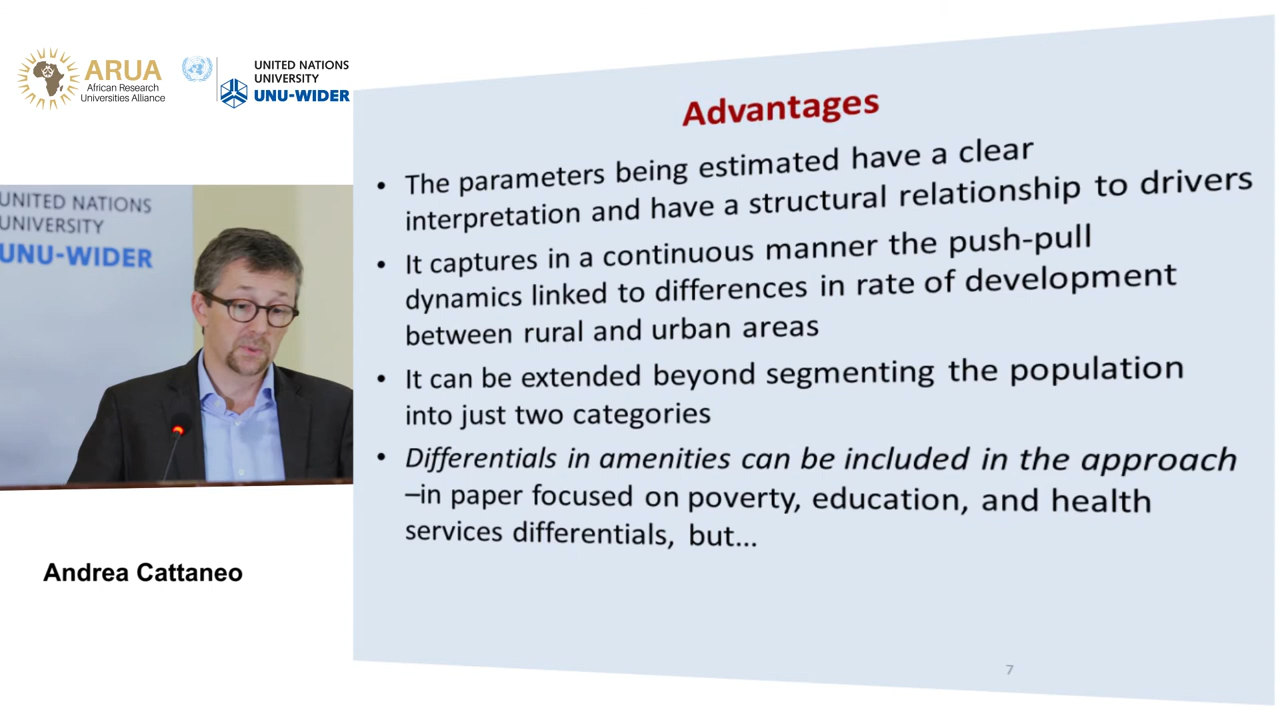 ARUA
African Research
Universities Alliance
UNITED NATIONS
UNIVERSITY
UNU-WIDER
UNITED NATIONS
UNIVERSITY
UNU-WIDER
Andrea Cattaneo
Advantages
• The parameters being estimated have a clear
interpretation and have a structural relationship to drivers
• It captures in a continuous manner the push-pull
dynamics linked to differences in rate of development
between rural and urban areas
• It can be extended beyond segmenting the population
into just two categories
• Differentials in amenities can be included in the approach
–in paper focused on poverty, education, and health
services differentials, but...
7